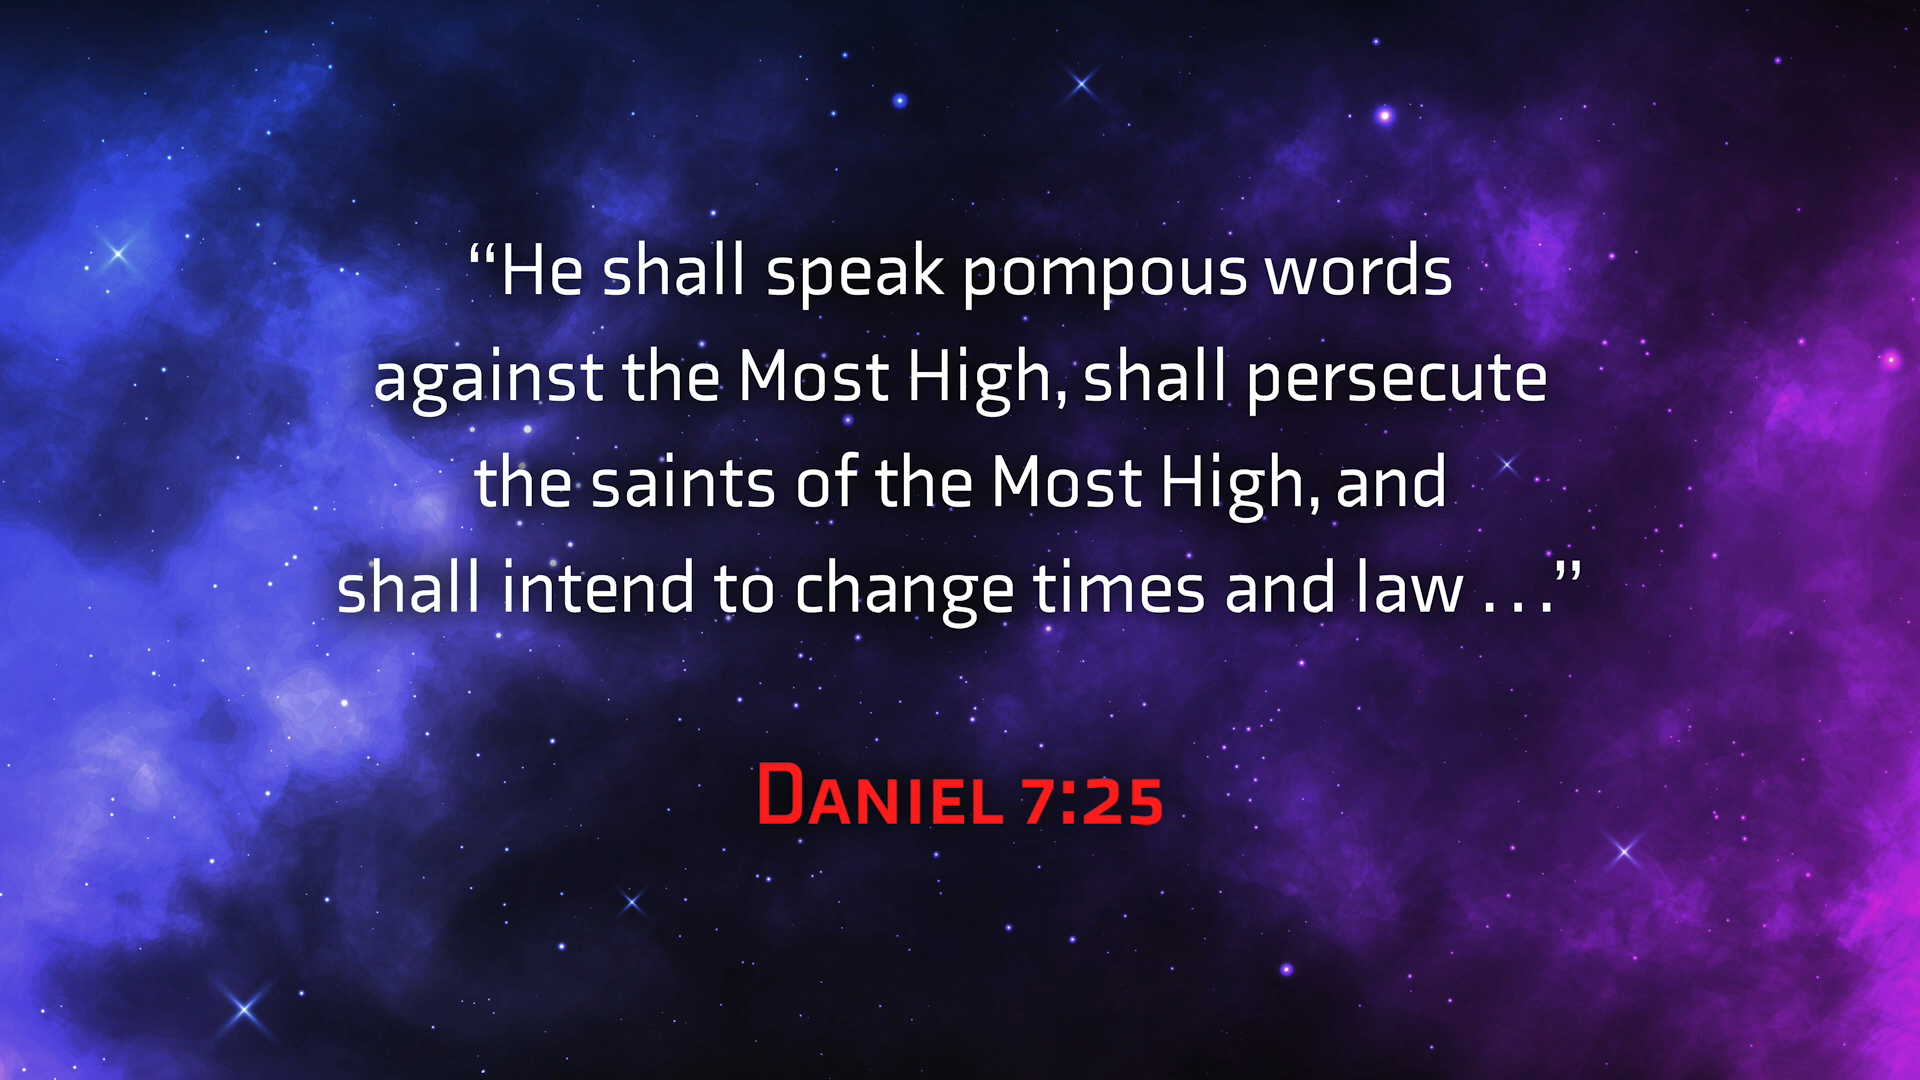 “He shall speak pompous words
against the Most High, shall persecute
the saints of the Most High, and
shall intend to change times and law . . .”
Daniel 7:25